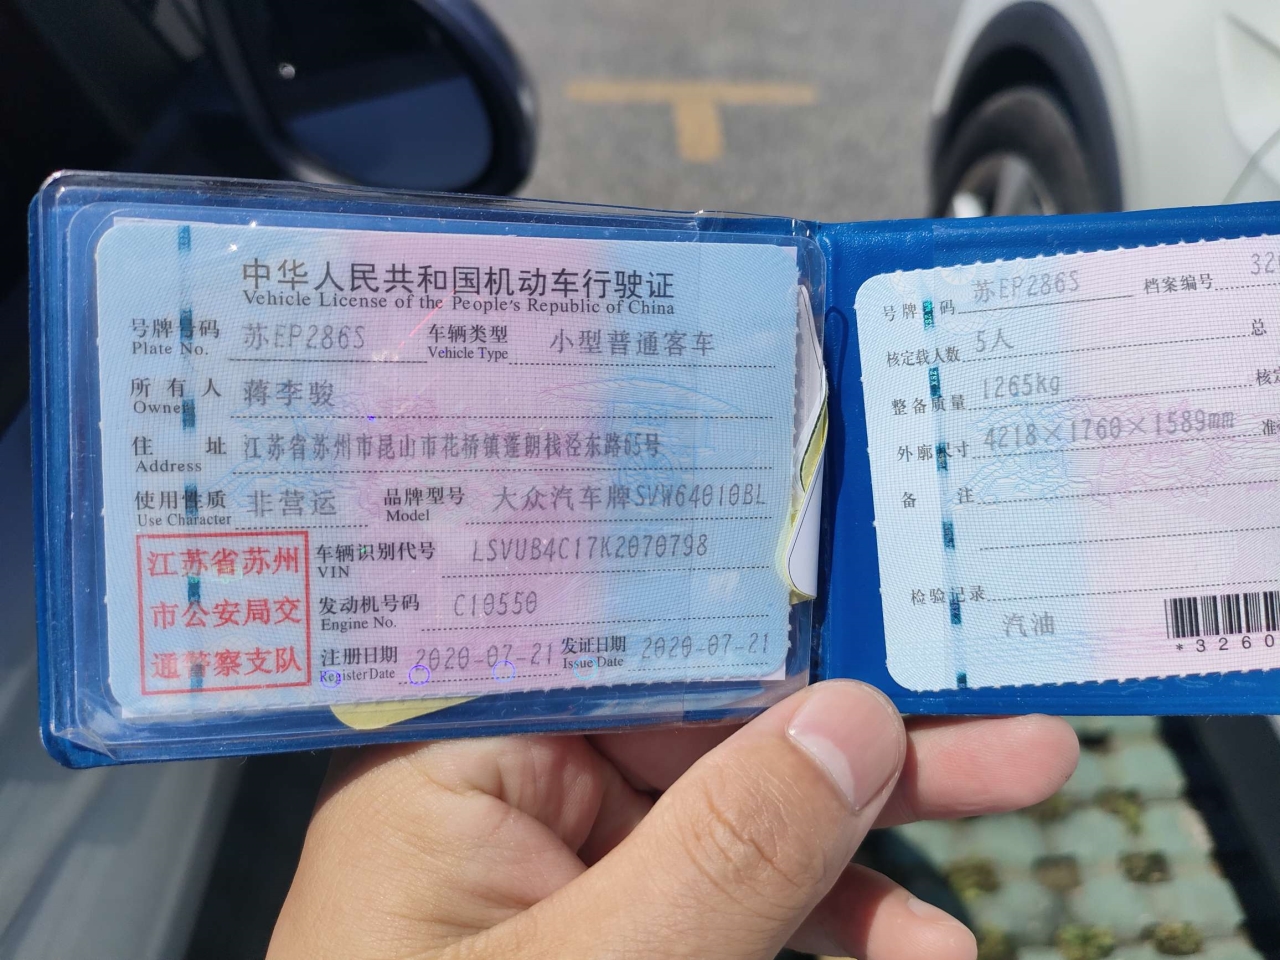 中华人民共和国机动车行驶证
Vehicle License of the People's Republic of China
号牌号码 苏EP286S 车辆类型 小型普通客车
Plate No. Vehicle Type
所有人 蒋李骏
Owner
住址 江苏省苏州市昆山市花桥镇蓬朗栈泾东路65号
Address
使用性质 非营运 品牌型号 大众汽车牌SVW64010BL
Use Character Model
江苏省苏州
市公安局交
通警察支队
车辆识别代号 LSVUB4C17K2070798
VIN
发动机号码 C10550
Engine No.
注册日期 2020-07-21 发证日期 2020-07-21
Register Date Issue Date
号牌号码 苏EP286S 档案编号 320
核定载人数 5人 总
整备质量 1265kg 核定
外廓尺寸 4218×1760×1589mm 准
备注
检验记录
汽油
*3260